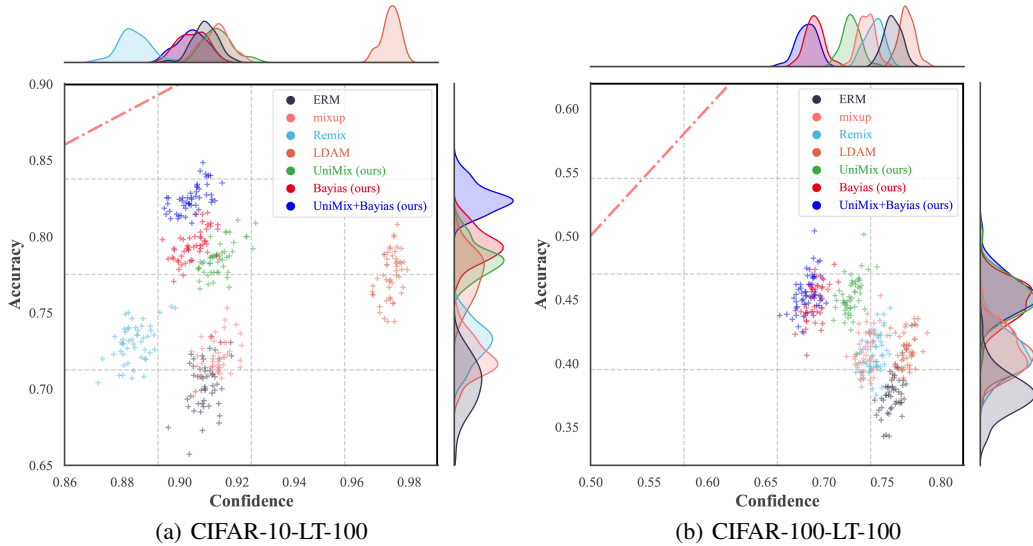 0.90
0.85
0.80
0.75
0.70
0.65
Accuracy
ERM
mixup
Remix
LDAM
UniMix (ours)
Bayias (ours)
UniMix+Bayias (ours)
0.86
0.88
0.90
0.92
0.94
0.96
0.98
Confidence
(a) CIFAR-10-LT-100
0.60
0.55
0.50
0.45
0.40
0.35
Accuracy
ERM
mixup
Remix
LDAM
UniMix (ours)
Bayias (ours)
UniMix+Bayias (ours)
0.50
0.55
0.60
0.65
0.70
0.75
0.80
Confidence
(b) CIFAR-100-LT-100